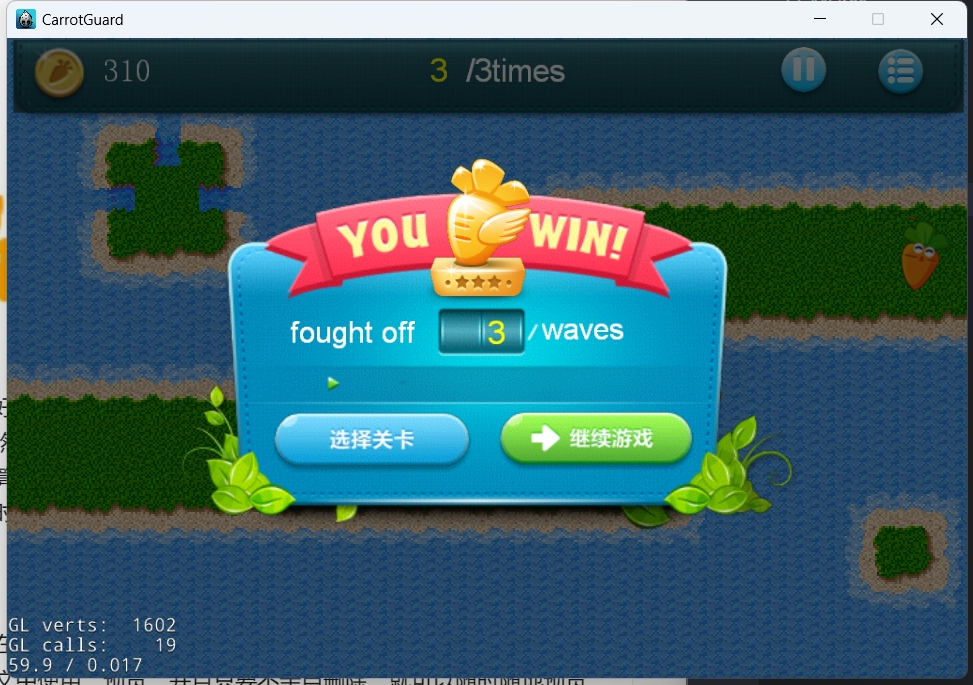 CarrotGuard
310
3 /3times
YOU WIN!
fought off 3 /waves
选择关卡
继续游戏
GL verts: 1602
GL calls: 19
59.9 / 0.017